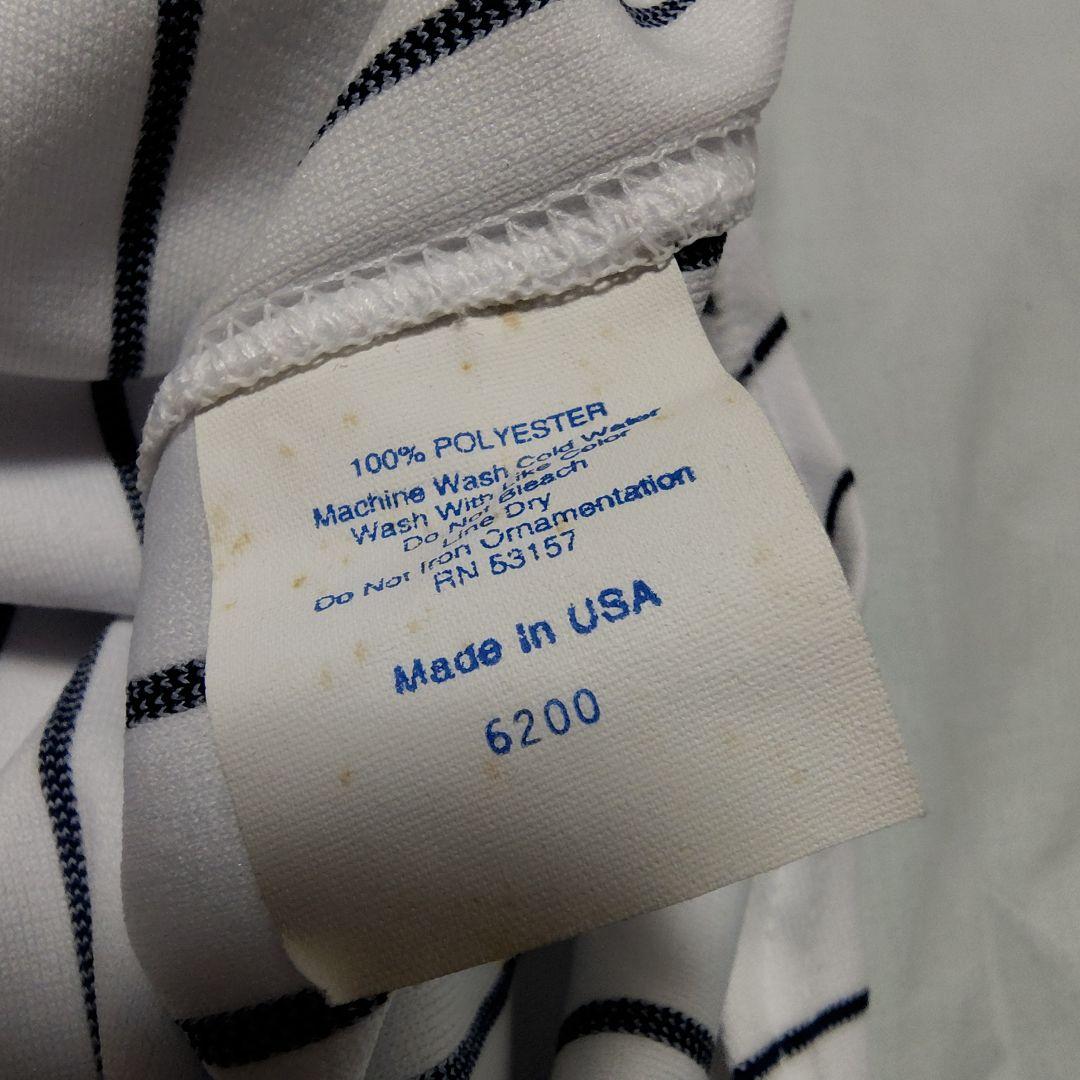 100% POLYESTER
Machine Wash Cold Water
Wash With Like Color
Do Not Bleach
Line Dry
Do Not Iron Ornamentation
RN 53157
Made in USA
6200